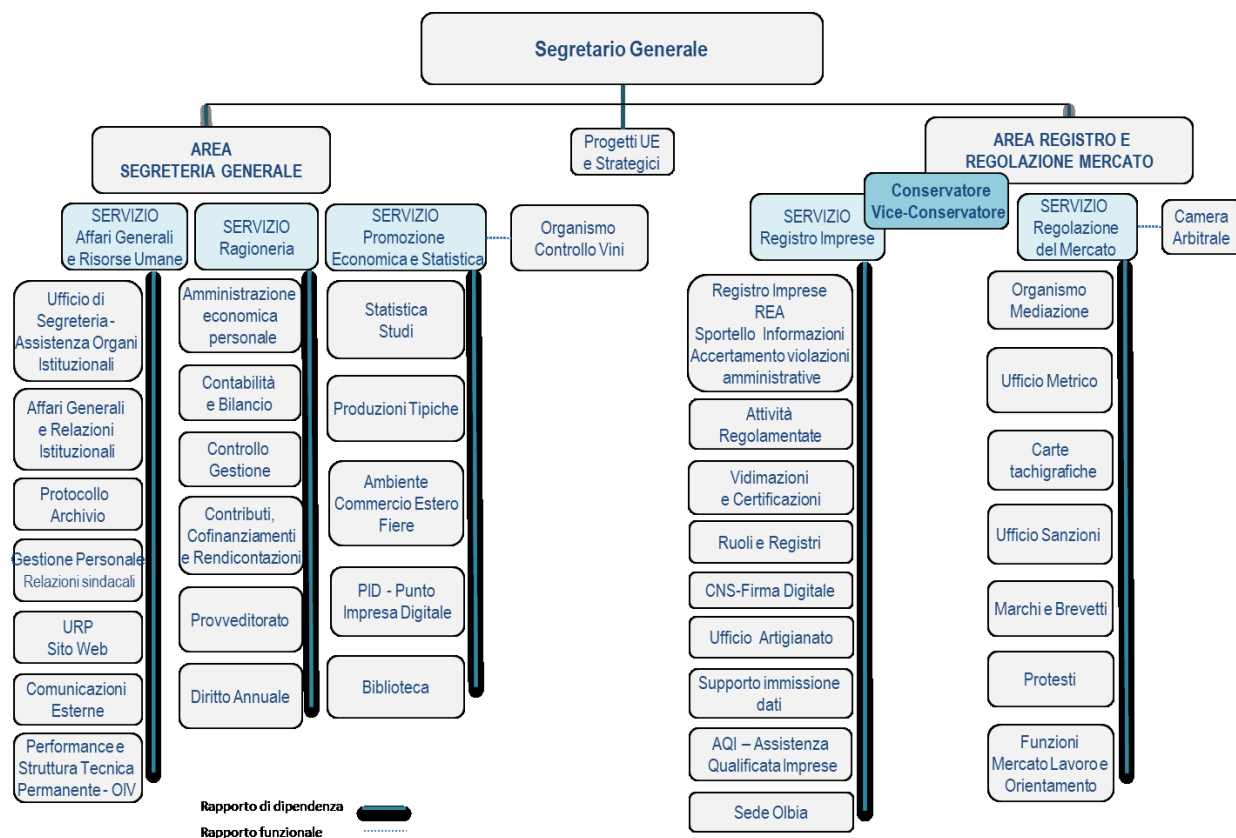 Segretario Generale
AREA
SEGRETERIA GENERALE
Progetti UE
e Strategici
AREA REGISTRO E
REGOLAZIONE MERCATO
Conservatore
Vice-Conservatore
SERVIZIO
Affari Generali
e Risorse Umane
SERVIZIO
Ragioneria
SERVIZIO
Promozione
Economica e Statistica
Organismo
Controllo Vini
SERVIZIO
Registro Imprese
SERVIZIO
Regolazione
del Mercato
Camera
Arbitrale
Ufficio di
Segreteria-
Assistenza Organi
Istituzionali
Affari Generali
e Relazioni
Istituzionali
Protocollo
Archivio
Gestione Personale
Relazioni sindacali
URP
Sito Web
Comunicazioni
Esterne
Performance e
Struttura Tecnica
Permanente - OIV
Amministrazione
economica
personale
Contabilità
e Bilancio
Controllo
Gestione
Contributi,
Cofinanziamenti
e Rendicontazioni
Provveditorato
Diritto Annuale
Statistica
Studi
Produzioni Tipiche
Ambiente
Commercio Estero
Fiere
PID - Punto
Impresa Digitale
Biblioteca
Registro Imprese
REA
Sportello Informazioni
Accertamento violazioni
amministrative
Attività
Regolamentate
Vidimazioni
e Certificazioni
Ruoli e Registri
CNS-Firma Digitale
Ufficio Artigianato
Supporto immissione
dati
AQI – Assistenza
Qualificata Imprese
Sede Olbia
Organismo
Mediazione
Ufficio Metrico
Carte
tachigrafiche
Ufficio Sanzioni
Marchi e Brevetti
Protesti
Funzioni
Mercato Lavoro e
Orientamento
Rapporto di dipendenza
Rapporto funzionale